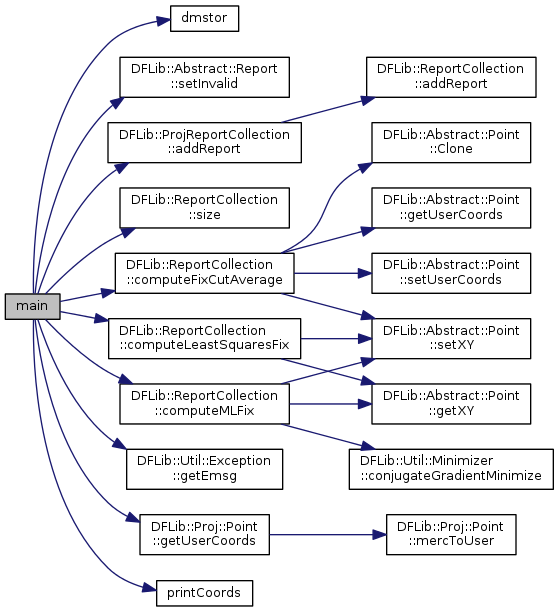 main
dmstor
DFLib::Abstract::Report
::setInvalid
DFLib::ProjReportCollection
::addReport
DFLib::ReportCollection
::addReport
DFLib::ReportCollection
::size
DFLib::ReportCollection
::computeFixCutAverage
DFLib::Abstract::Point
::Clone
DFLib::Abstract::Point
::getUserCoords
DFLib::Abstract::Point
::setUserCoords
DFLib::Abstract::Point
::setXY
DFLib::ReportCollection
::computeLeastSquaresFix
DFLib::Abstract::Point
::getXY
DFLib::ReportCollection
::computeMLFix
DFLib::Util::Minimizer
::conjugateGradientMinimize
DFLib::Util::Exception
::getEmsg
DFLib::Proj::Point
::getUserCoords
DFLib::Proj::Point
::mercToUser
printCoords